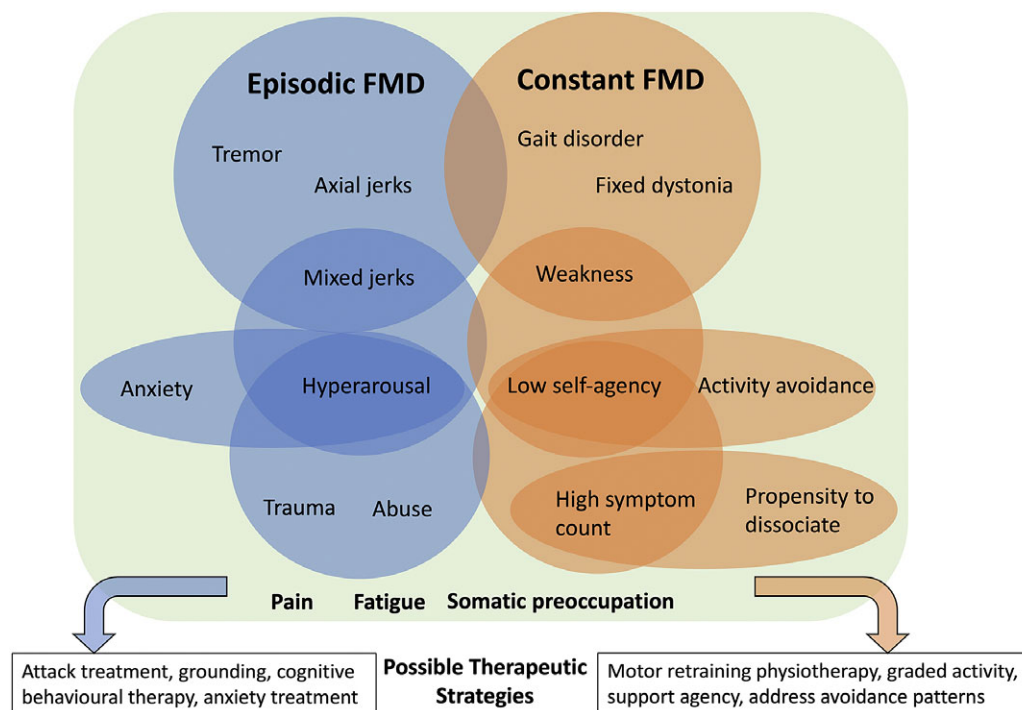 Episodic FMD
Constant FMD
Tremor
Axial jerks
Gait disorder
Fixed dystonia
Mixed jerks
Weakness
Anxiety
Hyperarousal
Low self-agency
Activity avoidance
Trauma
Abuse
High symptom
count
Propensity to
dissociate
Pain
Fatigue
Somatic preoccupation
Attack treatment, grounding, cognitive
behavioural therapy, anxiety treatment
Possible Therapeutic
Strategies
Motor retraining physiotherapy, graded activity,
support agency, address avoidance patterns